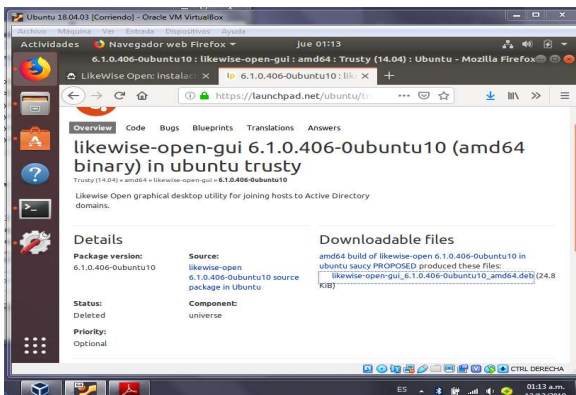 Ubuntu 18.04.03 [Corriendo] - Oracle VM VirtualBox
Archivo Máquina Ver Entrada Dispositivos Ayuda
Actividades Navegador web Firefox jue 01:13
6.1.0.406-0ubuntu10 : likewise-open-gui : amd64 : Trusty (14.04) : Ubuntu - Mozilla Firefox
LikeWise Open: instalac
lp 6.1.0.406-0ubuntu10 : lik
https://launchpad.net/ubuntu/tr
Overview Code Bugs Blueprints Translations Answers
likewise-open-gui 6.1.0.406-0ubuntu10 (amd64
binary) in ubuntu trusty
Trusty (14.04) » amd64 » likewise-open-gui » 6.1.0.406-0ubuntu10
Likewise Open graphical desktop utility for joining hosts to Active Directory
domains.
Details
Package version:
6.1.0.406-0ubuntu10
Source:
likewise-open
6.1.0.406-0ubuntu10 source
package in Ubuntu
Status:
Deleted
Component:
universe
Priority:
Optional
Downloadable files
amd64 build of likewise-open 6.1.0.406-0ubuntu10 in
ubuntu saucy PROPOSED produced these files:
likewise-open-gui_6.1.0.406-0ubuntu10_amd64.deb (24.8
KiB)
CTRL DERECHA
ES
01:13 a.m.